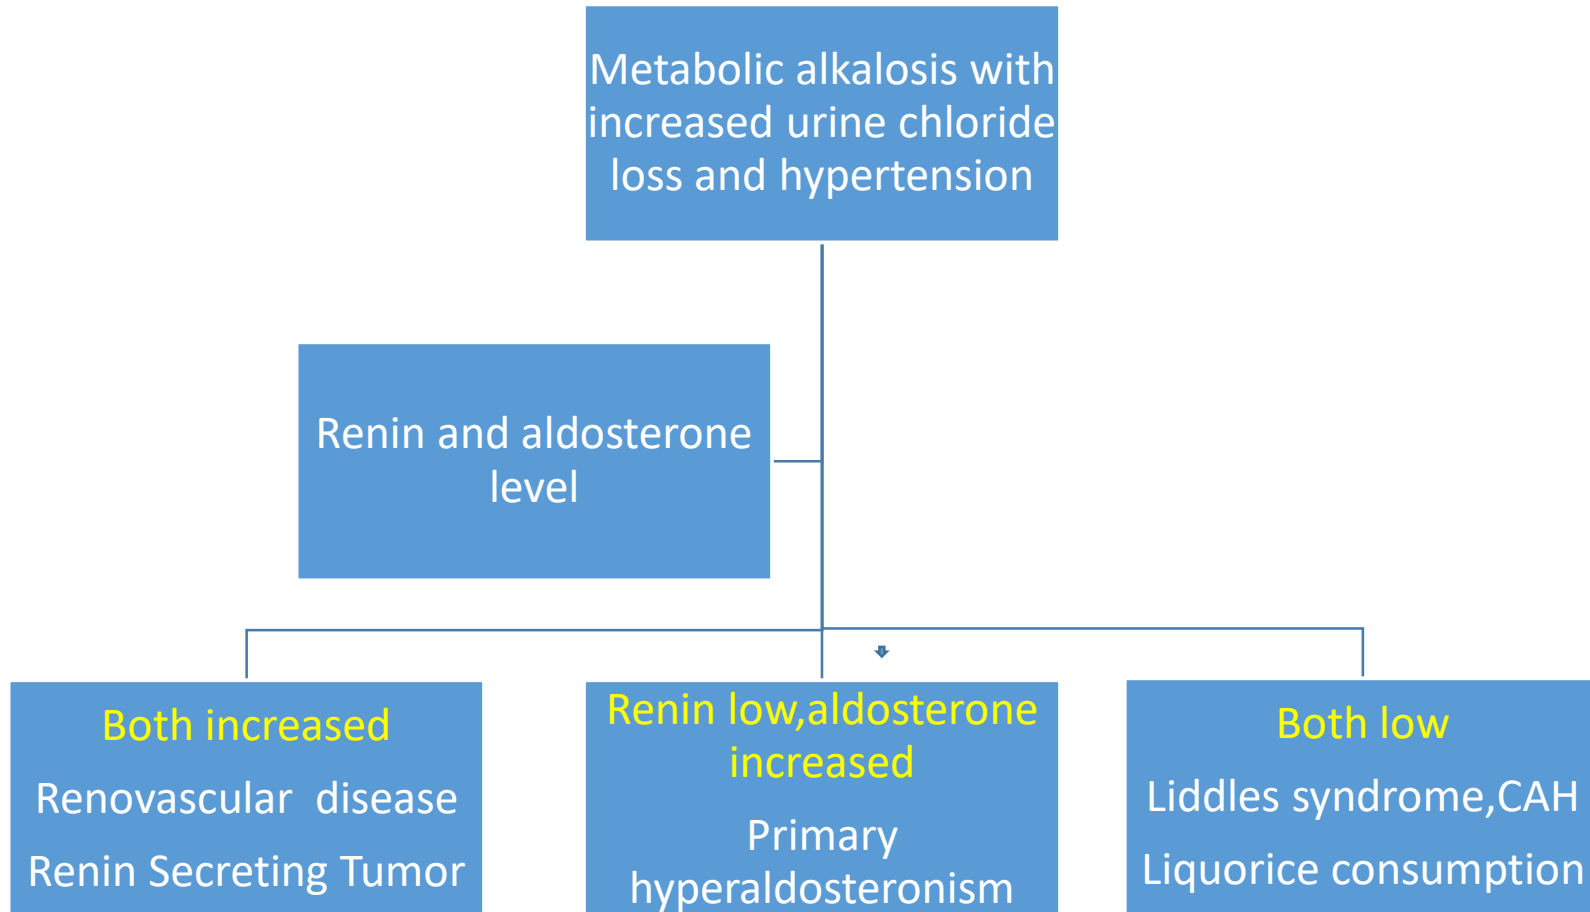 Metabolic alkalosis with
increased urine chloride
loss and hypertension
Renin and aldosterone
level
Both increased
Renovascular disease
Renin Secreting Tumor
Renin low,aldosterone
increased
Primary
hyperaldosteronism
Both low
Liddles syndrome,CAH
Liquorice consumption